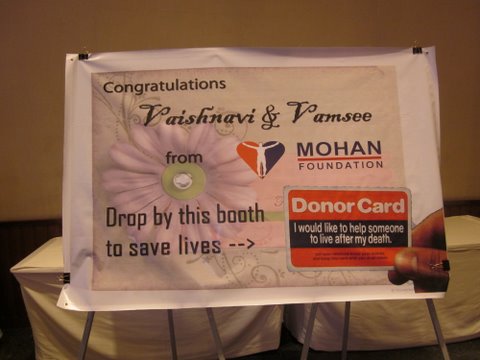 Congratulations
Vaishnavi & Vamsee
from
MOHAN
FOUNDATION
Drop by this booth
to save lives -->
Donor Card
I would like to help someone
to live after my death.